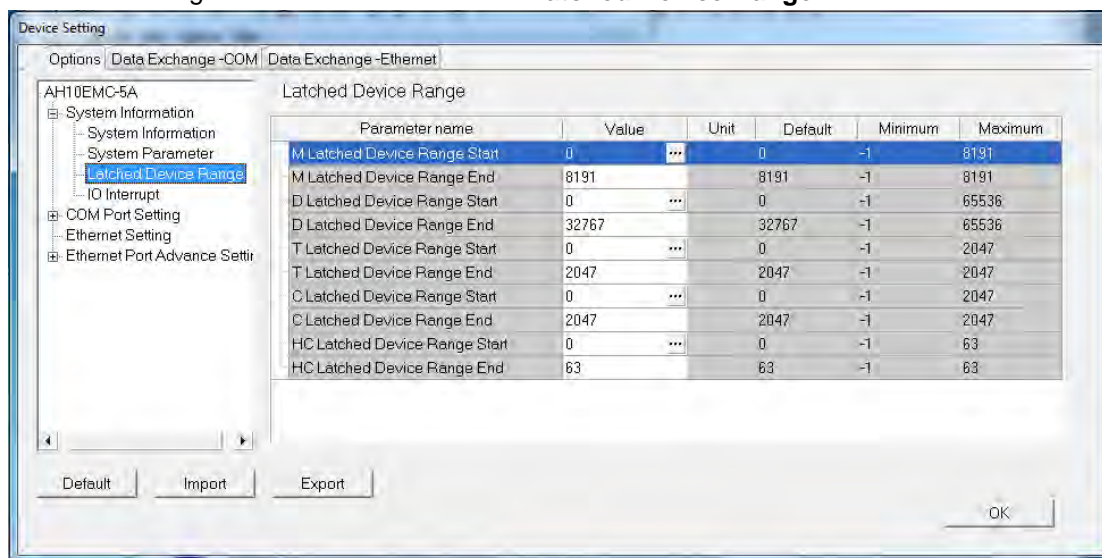 Device Setting
Options Data Exchange -COM Data Exchange -Ethernet
AH10EMC-5A
System Information
System Information
System Parameter
Latched Device Range
IO Interrupt
COM Port Setting
Ethernet Setting
Ethernet Port Advance Settir
Latched Device Range
Parameter name Value Unit Default Minimum Maximum
M Latched Device Range Start 0 ... 0 -1 8191
M Latched Device Range End 8191 8191 -1 8191
D Latched Device Range Start 0 ... 0 -1 65536
D Latched Device Range End 32767 32767 -1 65536
T Latched Device Range Start 0 ... 0 -1 2047
T Latched Device Range End 2047 2047 -1 2047
C Latched Device Range Start 0 ... 0 -1 2047
C Latched Device Range End 2047 2047 -1 2047
HC Latched Device Range Start 0 ... 0 -1 63
HC Latched Device Range End 63 63 -1 63
Default Import Export
OK